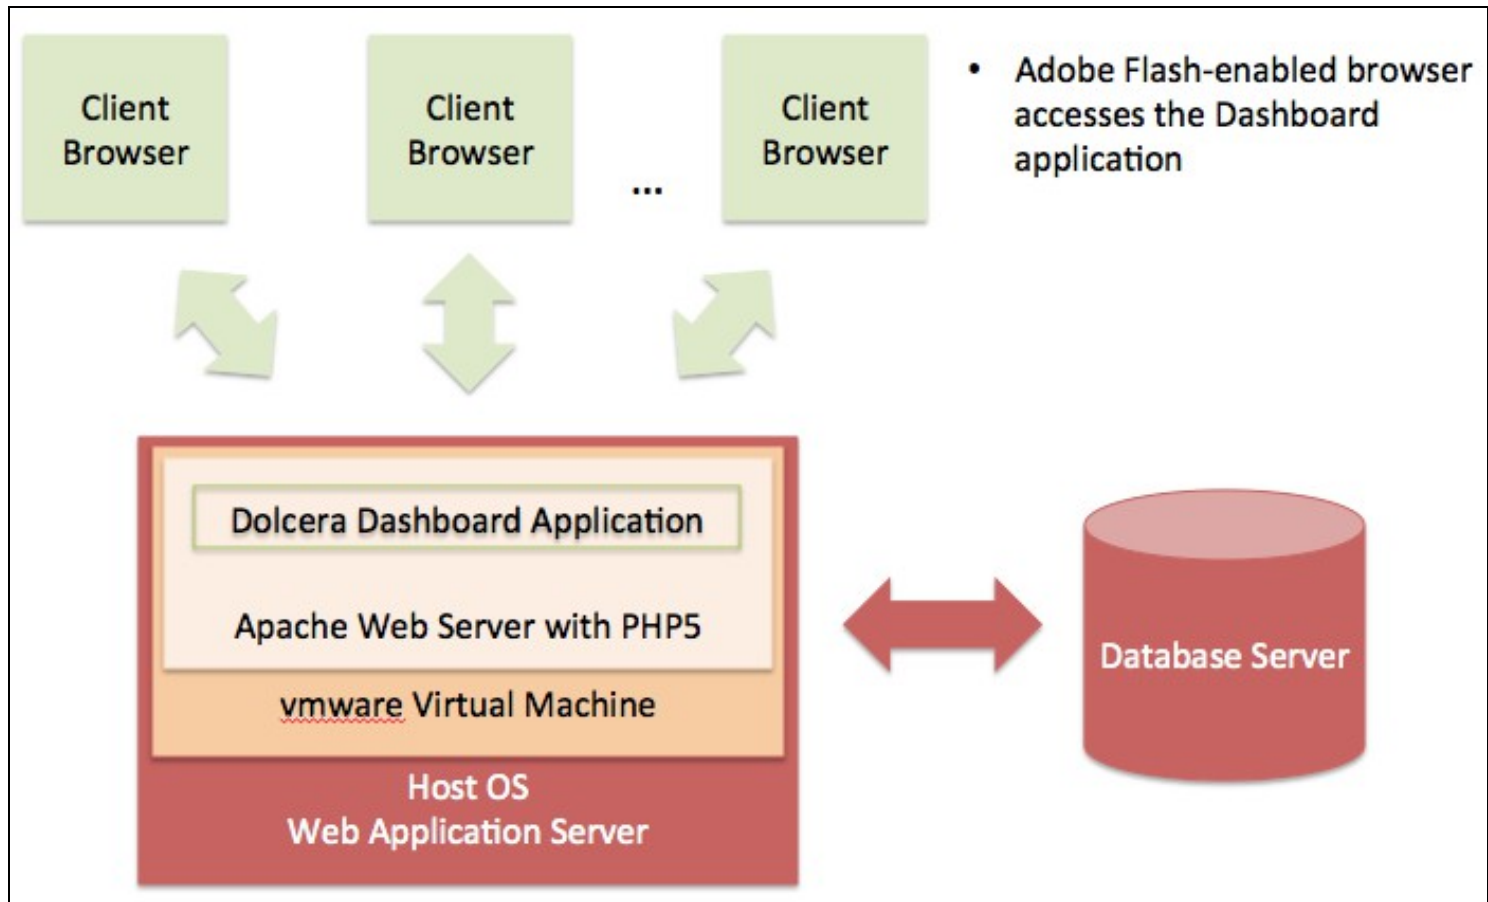 Client
Browser
Client
Browser
...
Client
Browser
• Adobe Flash-enabled browser
accesses the Dashboard
application
Dolcera Dashboard Application
Apache Web Server with PHP5
vmware Virtual Machine
Host OS
Web Application Server
Database Server